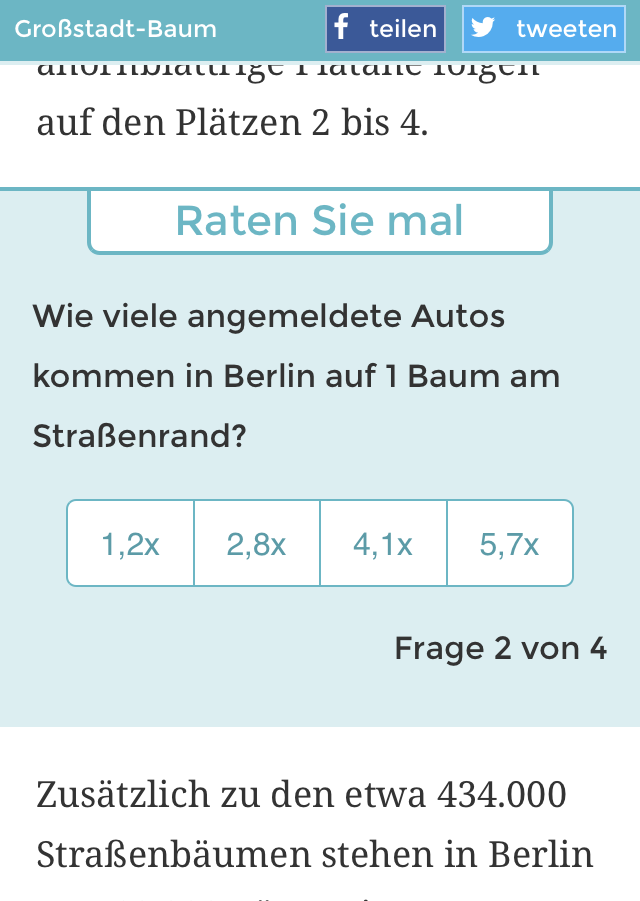 Großstadt-Baum
teilen
tweeten
auf den Plätzen 2 bis 4.
Raten Sie mal
Wie viele angemeldete Autos
kommen in Berlin auf 1 Baum am
Straßenrand?
1,2x
2,8x
4,1x
5,7x
Frage 2 von 4
Zusätzlich zu den etwa 434.000
Straßenbäumen stehen in Berlin